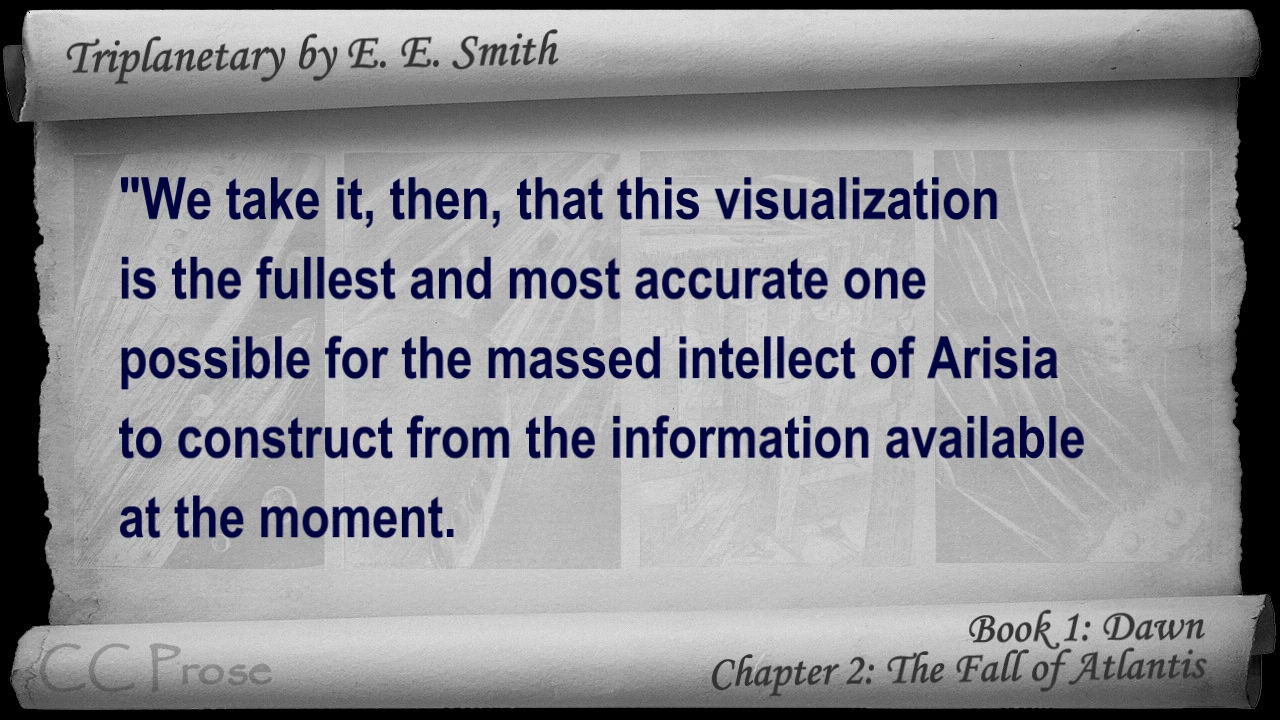 Triplanetary by E. E. Smith
"We take it, then, that this visualization
is the fullest and most accurate one
possible for the massed intellect of Arisia
to construct from the information available
at the moment.
Book 1: Dawn
CC Prose
Chapter 2: The Fall of Atlantis